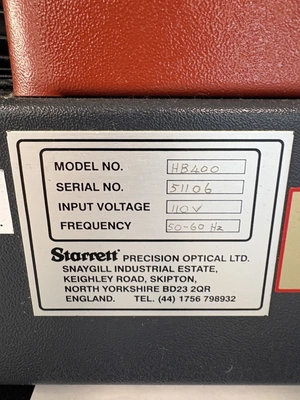 MODEL NO. HB400
SERIAL NO. 51106
INPUT VOLTAGE 110V
FREQUENCY 50-60 Hz
Starrett PRECISION OPTICAL LTD.
SNAYGILL INDUSTRIAL ESTATE,
KEIGHLEY ROAD, SKIPTON,
NORTH YORKSHIRE BD23 2QR
ENGLAND. TEL. (44) 1756 798932